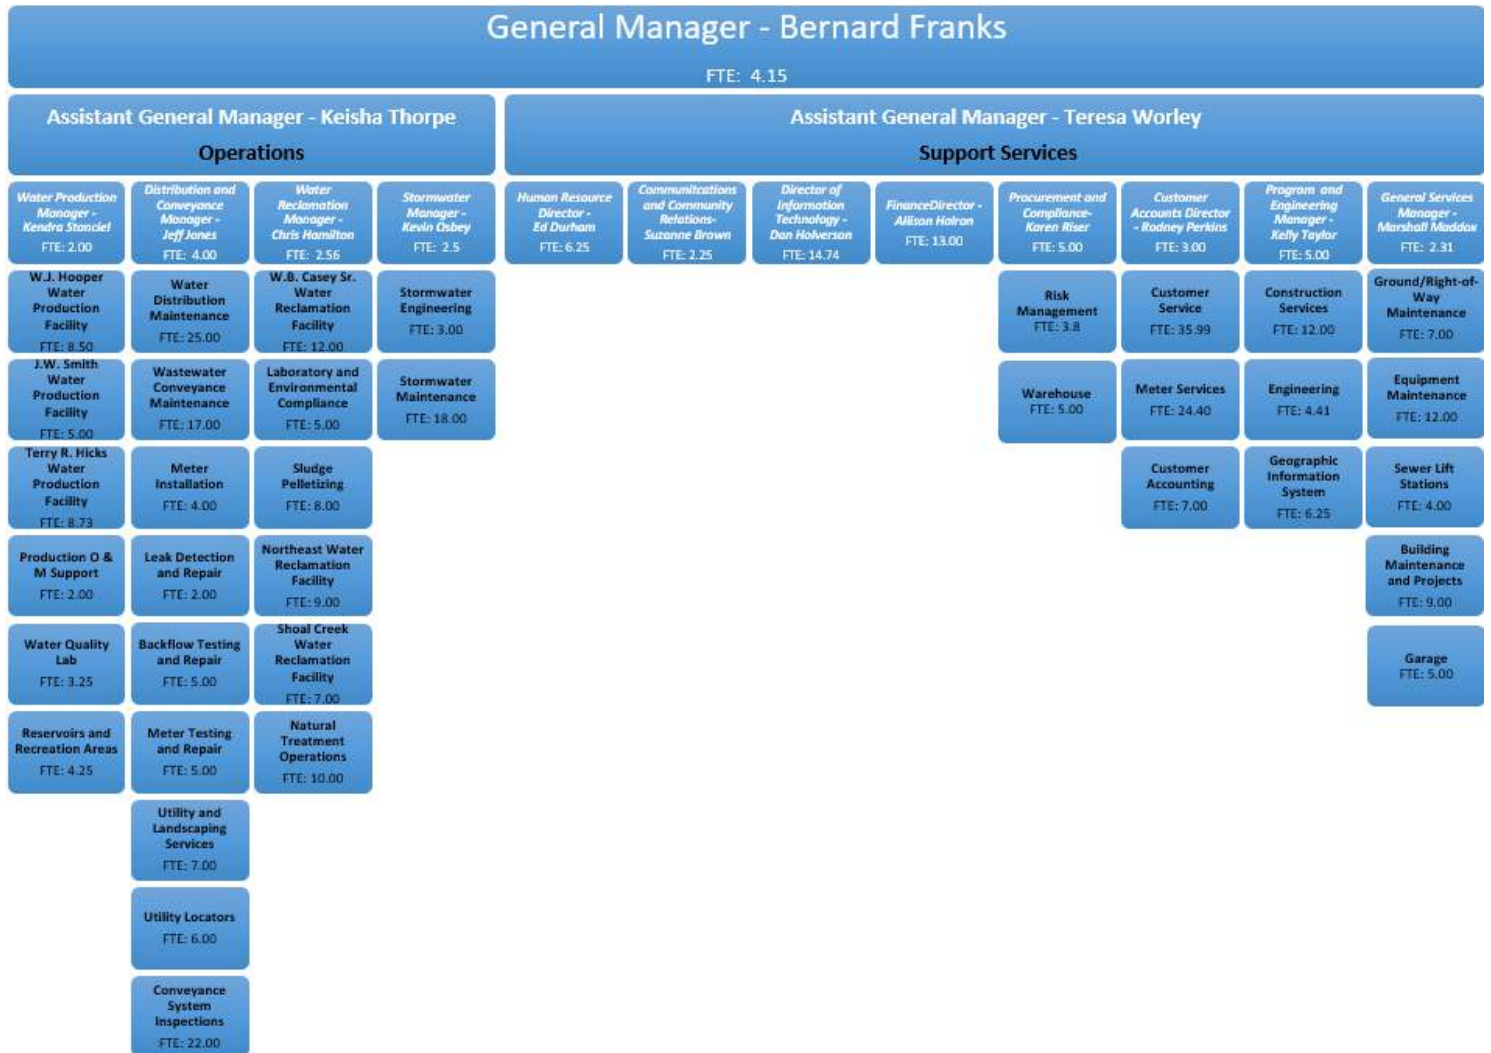 General Manager - Bernard Franks
FTE:  4.15
Assistant General Manager - Keisha Thorpe
Operations
Assistant General Manager - Teresa Worley
Support Services
Water Production
Manager -
Kendra Stanciel
FTE: 2.00
Distribution and
Conveyance
Manager -
Jeff Jones
FTE:  4.00
Water
Reclamation
Manager -
Chris Hamilton
FTE:  2.56
Stormwater
Manager -
Kevin Osbey
FTE:  2.5
Human Resource
Director -
Ed Durham
FTE: 6.25
Communitcations
and Community
Relations-
Suzanne Brown
FTE: 2.25
Director of
Information
Technology -
Dan Holverson
FTE: 14.74
FinanceDirector -
Allison Halron
FTE: 13.00
Procurement and
Compliance-
Karen Riser
FTE: 5.00
Customer
Accounts Director
- Rodney Perkins
FTE: 3.00
Program  and
Engineering
Manager -
Kelly Taylor
FTE: 5.00
General Services
Manager -
Marshall Maddox
FTE:  2.31
W.J. Hooper
Water
Production
Facility
FTE: 8.50
Water
Distribution
Maintenance
FTE: 25.00
W.B. Casey Sr.
Water
Reclamation
Facility
FTE: 12.00
Stormwater
Engineering
FTE: 3.00
Risk
Management
FTE: 3.8
Customer
Service
FTE: 35.99
Construction
Services
FTE: 12.00
Ground/Right-of-
Way
Maintenance
FTE: 7.00
J.W. Smith
Water
Production
Facility
FTE: 5.00
Wastewater
Conveyance
Maintenance
FTE: 17.00
Laboratory and
Environmental
Compliance
FTE: 5.00
Stormwater
Maintenance
FTE: 18.00
Warehouse
FTE: 5.00
Meter Services
FTE: 24.40
Engineering
FTE: 4.41
Equipment
Maintenance
FTE: 12.00
Terry R. Hicks
Water
Production
Facility
FTE: 8.73
Meter
Installation
FTE: 4.00
Sludge
Pelletizing
FTE: 8.00
Customer
Accounting
FTE: 7.00
Geographic
Information
System
FTE: 6.25
Sewer Lift
Stations
FTE: 4.00
Production O &
M Support
FTE: 2.00
Leak Detection
and Repair
FTE: 2.00
Northeast Water
Reclamation
Facility
FTE: 9.00
Building
Maintenance
and Projects
FTE: 9.00
Water Quality
Lab
FTE: 3.25
Backflow Testing
and Repair
FTE: 5.00
Shoal Creek
Water
Reclamation
Facility
FTE: 7.00
Garage
FTE: 5.00
Reservoirs and
Recreation Areas
FTE: 4.25
Meter Testing
and Repair
FTE: 5.00
Natural
Treatment
Operations
FTE: 10.00
Utility and
Landscaping
Services
FTE: 7.00
Utility Locators
FTE: 6.00
Conveyance
System
Inspections
FTE: 22.00